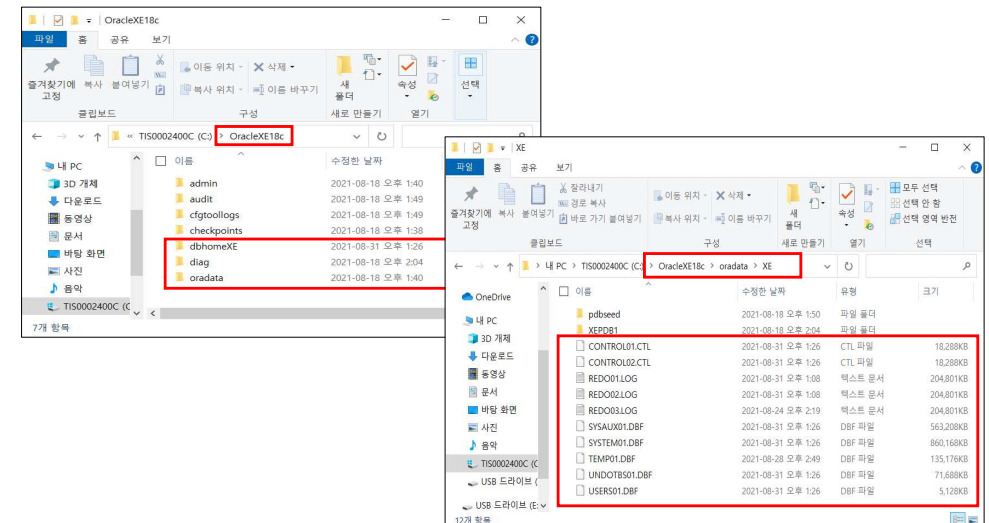 OracleXE18c
파일 홈 공유 보기
즐겨찾기에 고정
복사
붙여넣기
이동 위치
복사 위치
삭제
이름 바꾸기
새 폴더
속성
선택
클립보드 구성 새로 만들기 열기
« TIS0002400C (C:) > OracleXE18c
이름 수정한 날짜
내 PC
3D 개체
다운로드
동영상
문서
바탕 화면
사진
음악
TIS0002400C (C
admin 2021-08-18 오후 1:40
audit 2021-08-18 오후 1:49
cfgtoollogs 2021-08-18 오후 1:49
checkpoints 2021-08-18 오후 1:38
dbhomeXE 2021-08-31 오후 1:26
diag 2021-08-18 오후 2:04
oradata 2021-08-18 오후 1:40
7개 항목
XE
파일 홈 공유 보기
즐겨찾기에 고정
복사
붙여넣기
잘라내기
경로 복사
바로 가기 붙여넣기
이동 위치
복사 위치
삭제
이름 바꾸기
새 폴더
속성
모두 선택
선택 안 함
선택 영역 반전
클립보드 구성 새로 만들기 열기 선택
> 내 PC > TIS0002400C (C:) > OracleXE18c > oradata > XE
이름 수정한 날짜 유형 크기
OneDrive
내 PC
3D 개체
다운로드
동영상
문서
바탕 화면
사진
음악
TIS0002400C (C
USB 드라이브 (
USB 드라이브 (E:
pdbseed 2021-08-18 오후 1:50 파일 폴더
XEPDB1 2021-08-18 오후 2:04 파일 폴더
CONTROL01.CTL 2021-08-31 오후 1:26 CTL 파일 18,288KB
CONTROL02.CTL 2021-08-31 오후 1:26 CTL 파일 18,288KB
REDO01.LOG 2021-08-31 오후 1:08 텍스트 문서 204,801KB
REDO02.LOG 2021-08-31 오후 1:08 텍스트 문서 204,801KB
REDO03.LOG 2021-08-24 오후 2:19 텍스트 문서 204,801KB
SYSAUX01.DBF 2021-08-31 오후 1:26 DBF 파일 563,208KB
SYSTEM01.DBF 2021-08-31 오후 1:26 DBF 파일 860,168KB
TEMP01.DBF 2021-08-28 오후 2:49 DBF 파일 135,176KB
UNDOTBS01.DBF 2021-08-31 오후 1:26 DBF 파일 71,688KB
USERS01.DBF 2021-08-31 오후 1:26 DBF 파일 5,128KB
12개 항목